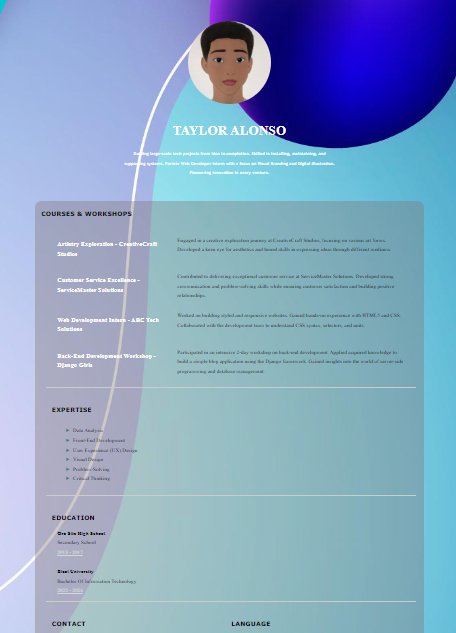 TAYLOR ALONSO
Building large-scale tech projects from idea to completion. Skilled in installing, maintaining, and
supporting systems. Former Web Developer Intern with a focus on Visual Branding and Digital Illustration.
Pioneering innovation in every venture.
COURSES & WORKSHOPS
Artistry Exploration - CreativeCraft
Studios
Engaged in a creative exploration journey at CreativeCraft Studios, focusing on various art forms.
Developed a keen eye for aesthetics and honed skills in expressing ideas through different mediums.
Customer Service Excellence -
ServiceMaster Solutions
Contributed to delivering exceptional customer service at ServiceMaster Solutions. Developed strong
communication and problem-solving skills while ensuring customer satisfaction and building positive
relationships.
Web Development Intern - ABC Tech
Solutions
Worked on building styled and responsive websites. Gained hands-on experience with HTML5 and CSS.
Collaborated with the development team to understand CSS syntax, selectors, and units.
Back-End Development Workshop -
Django Girls
Participated in an intensive 2-day workshop on back-end development. Applied acquired knowledge to
build a simple blog application using the Django framework. Gained insights into the world of server-side
programming and database management.
EXPERTISE
► Data Analysis
► Front-End Development
► User Experience (UX) Design
► Visual Design
► Problem Solving
► Critical Thinking
EDUCATION
High School
Secondary School
University
Bachelor Of Information Technology
CONTACT
LANGUAGE